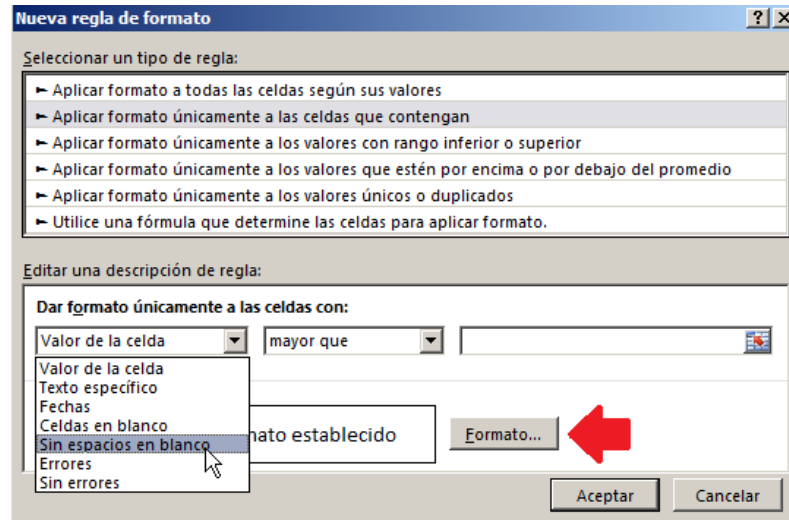 Nueva regla de formato
Seleccionar un tipo de regla:
► Aplicar formato a todas las celdas según sus valores
► Aplicar formato únicamente a las celdas que contengan
► Aplicar formato únicamente a los valores con rango inferior o superior
► Aplicar formato únicamente a los valores que estén por encima o por debajo del promedio
► Aplicar formato únicamente a los valores únicos o duplicados
► Utilice una fórmula que determine las celdas para aplicar formato.
Editar una descripción de regla:
Dar formato únicamente a las celdas con:
Valor de la celda mayor que
Valor de la celda
Texto específico
Fechas
Celdas en blanco
Sin espacios en blanco
Errores
Sin errores
establecido Formato...
Aceptar Cancelar